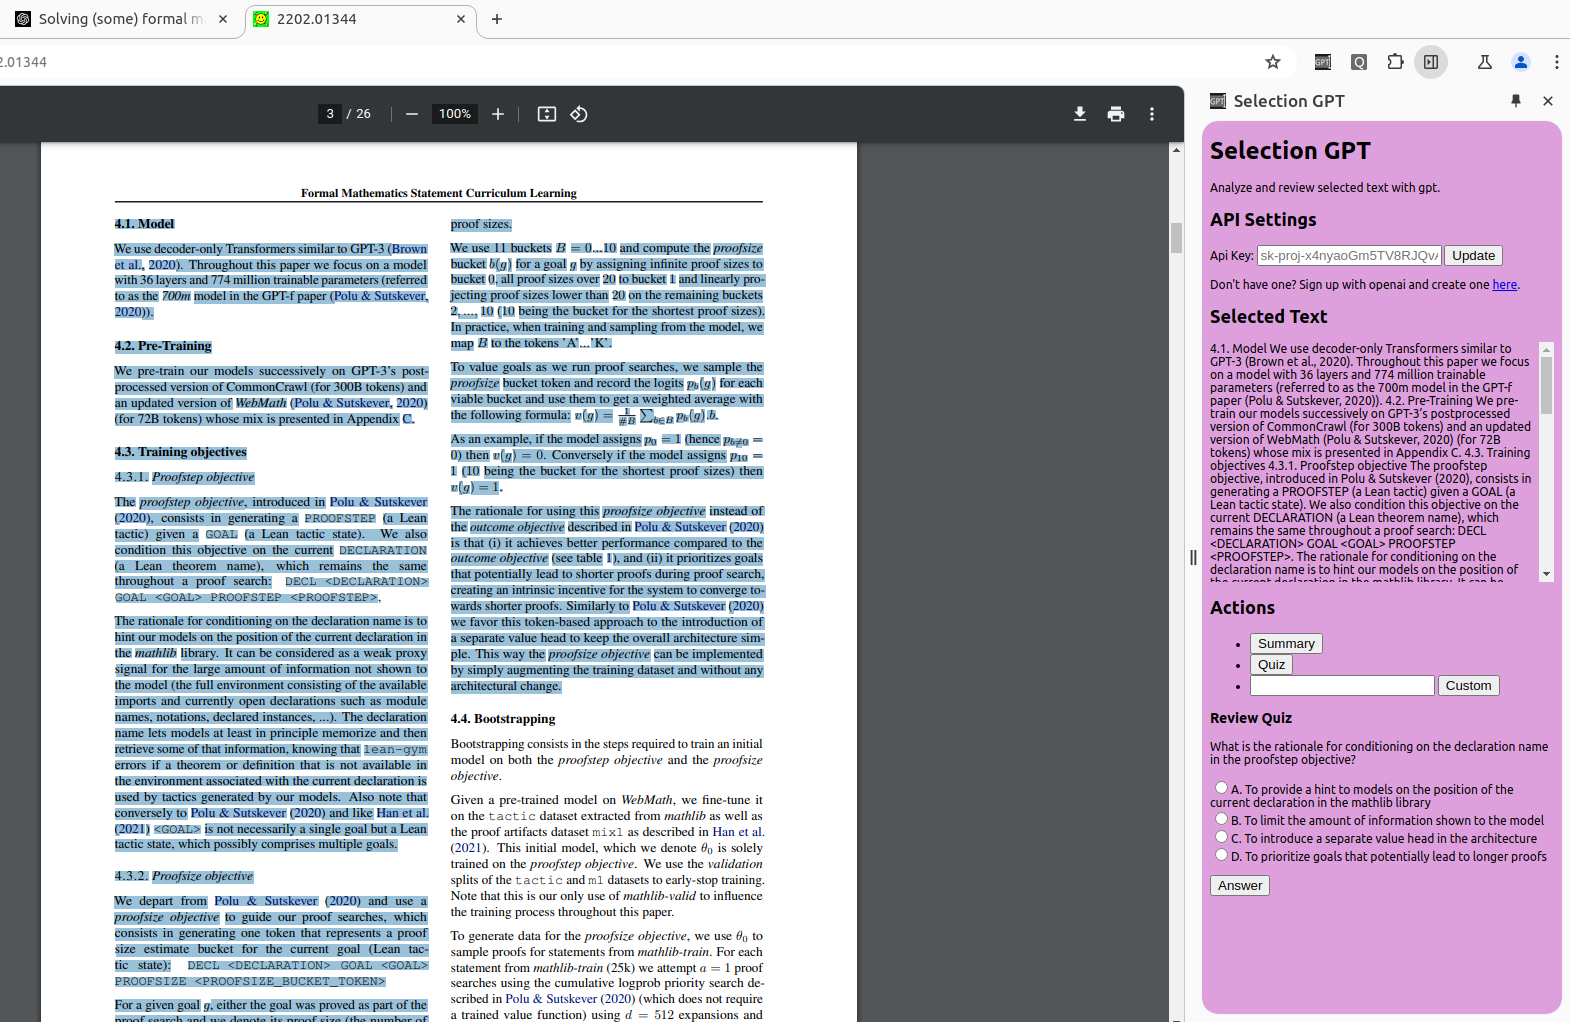 Solving (some) formal m
2202.01344
2.01344
3 / 26
100%
Formal Mathematics Statement Curriculum Learning
4.1. Model
We use decoder-only Transformers similar to GPT-3 (Brown
et al., 2020). Throughout this paper we focus on a model
with 36 layers and 774 million trainable parameters (referred
to as the 700m model in the GPT-f paper (Polu & Sutskever,
2020)).
4.2. Pre-Training
We pre-train our models successively on GPT-3's post-
processed version of CommonCrawl (for 300B tokens) and
an updated version of WebMath (Polu & Sutskever, 2020)
(for 72B tokens) whose mix is presented in Appendix C.
4.3. Training objectives
4.3.1. Proofstep objective
The proofstep objective, introduced in Polu & Sutskever
(2020), consists in generating a PROOFSTEP (a Lean
tactic) given a GOAL (a Lean tactic state). We also
condition this objective on the current DECLARATION
(a Lean theorem name), which remains the same
throughout a proof search: DECL <DECLARATION>
GOAL <GOAL> PROOFSTEP <PROOFSTEP>.
The rationale for conditioning on the declaration name is to
hint our models on the position of the current declaration in
the mathlib library. It can be considered as a weak proxy
signal for the large amount of information not shown to
the model (the full environment consisting of the available
imports and currently open declarations such as module
names, notations, declared instances, ...). The declaration
name lets models at least in principle memorize and then
retrieve some of that information, knowing that lean-gym
errors if a theorem or definition that is not available in
the environment associated with the current declaration is
used by tactics generated by our models. Also note that
conversely to Polu & Sutskever (2020) and like Han et al.
(2021) <GOAL> is not necessarily a single goal but a Lean
tactic state, which possibly comprises multiple goals.
4.3.2. Proofsize objective
We depart from Polu & Sutskever (2020) and use a
proofsize objective to guide our proof searches, which
consists in generating one token that represents a proof
size estimate bucket for the current goal (Lean tac-
tic state): DECL <DECLARATION> GOAL <GOAL>
PROOFSIZE <PROOFSIZE_BUCKET_TOKEN>
For a given goal g, either the goal was proved as part of the
proof search and we denote its proof size (the number of
proof sizes.
We use 11 buckets B = 0...10 and compute the proofsize
bucket b(g) for a goal g by assigning infinite proof sizes to
bucket 0, all proof sizes over 20 to bucket 1 and linearly pro-
jecting proof sizes lower than 20 on the remaining buckets
2, ...., 10 (10 being the bucket for the shortest proof sizes).
In practice, when training and sampling from the model, we
map B to the tokens 'A'...'K'.
To value goals as we run proof searches, we sample the
proofsize bucket token and record the logits p_b(g) for each
viable bucket and use them to get a weighted average with
the following formula: v(g) = 1/#B ∑_{b∈B} p_b(g).b.
As an example, if the model assigns p_0 = 1 (hence p_{b≠0} =
0) then v(g) = 0. Conversely if the model assigns p_10 =
1 (10 being the bucket for the shortest proof sizes) then
v(g) = 1.
The rationale for using this proofsize objective instead of
the outcome objective described in Polu & Sutskever (2020)
is that (i) it achieves better performance compared to the
outcome objective (see table 1), and (ii) it prioritizes goals
that potentially lead to shorter proofs during proof search,
creating an intrinsic incentive for the system to converge to-
wards shorter proofs. Similarly to Polu & Sutskever (2020)
we favor this token-based approach to the introduction of
a separate value head to keep the overall architecture sim-
ple. This way the proofsize objective can be implemented
by simply augmenting the training dataset and without any
architectural change.
4.4. Bootstrapping
Bootstrapping consists in the steps required to train an initial
model on both the proofstep objective and the proofsize
objective.
Given a pre-trained model on WebMath, we fine-tune it
on the tactic dataset extracted from mathlib as well as
the proof artifacts dataset mix1 as described in Han et al.
(2021). This initial model, which we denote θ_0 is solely
trained on the proofstep objective. We use the validation
splits of the tactic and m1 datasets to early-stop training.
Note that this is our only use of mathlib-valid to influence
the training process throughout this paper.
To generate data for the proofsize objective, we use θ_0 to
sample proofs for statements from mathlib-train. For each
statement from mathlib-train (25k) we attempt a = 1 proof
searches using the cumulative logprob priority search de-
scribed in Polu & Sutskever (2020) (which does not require
a trained value function) using d = 512 expansions and
GPT
Q
GPT
Selection GPT
Selection GPT
Analyze and review selected text with gpt.
API Settings
Api Key: sk-proj-x4nyaoGm5TV8RJQv Update
Don't have one? Sign up with openai and create one here.
Selected Text
4.1. Model We use decoder-only Transformers similar to
GPT-3 (Brown et al., 2020). Throughout this paper we focus
on a model with 36 layers and 774 million trainable
parameters (referred to as the 700m model in the GPT-f
paper (Polu & Sutskever, 2020)). 4.2. Pre-Training We pre-
train our models successively on GPT-3's postprocessed
version of CommonCrawl (for 300B tokens) and an updated
version of WebMath (Polu & Sutskever, 2020) (for 72B
tokens) whose mix is presented in Appendix C. 4.3. Training
objectives 4.3.1. Proofstep objective The proofstep
objective, introduced in Polu & Sutskever (2020), consists in
generating a PROOFSTEP (a Lean tactic) given a GOAL (a
Lean tactic state). We also condition this objective on the
current DECLARATION (a Lean theorem name), which
remains the same throughout a proof search: DECL
<DECLARATION> GOAL <GOAL> PROOFSTEP
<PROOFSTEP>. The rationale for conditioning on the
declaration name is to hint our models on the position of
the current declaration in the mathlib library. It can be
Actions
Summary
Quiz
Custom
Review Quiz
What is the rationale for conditioning on the declaration name
in the proofstep objective?
A. To provide a hint to models on the position of the
current declaration in the mathlib library
B. To limit the amount of information shown to the model
C. To introduce a separate value head in the architecture
D. To prioritize goals that potentially lead to longer proofs
Answer